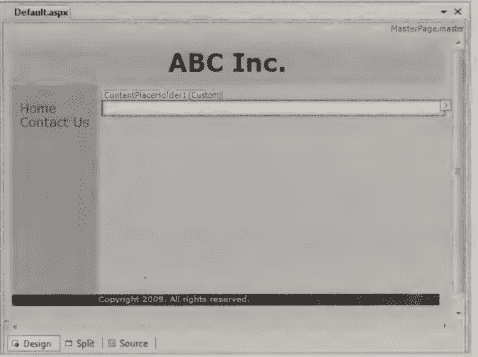 Default.aspx
MasterPage.master
ABC Inc.
ContentPlaceHolder1 (Custom)
Home
Contact Us
Copyright 2009. All rights reserved.
Design
Split
Source